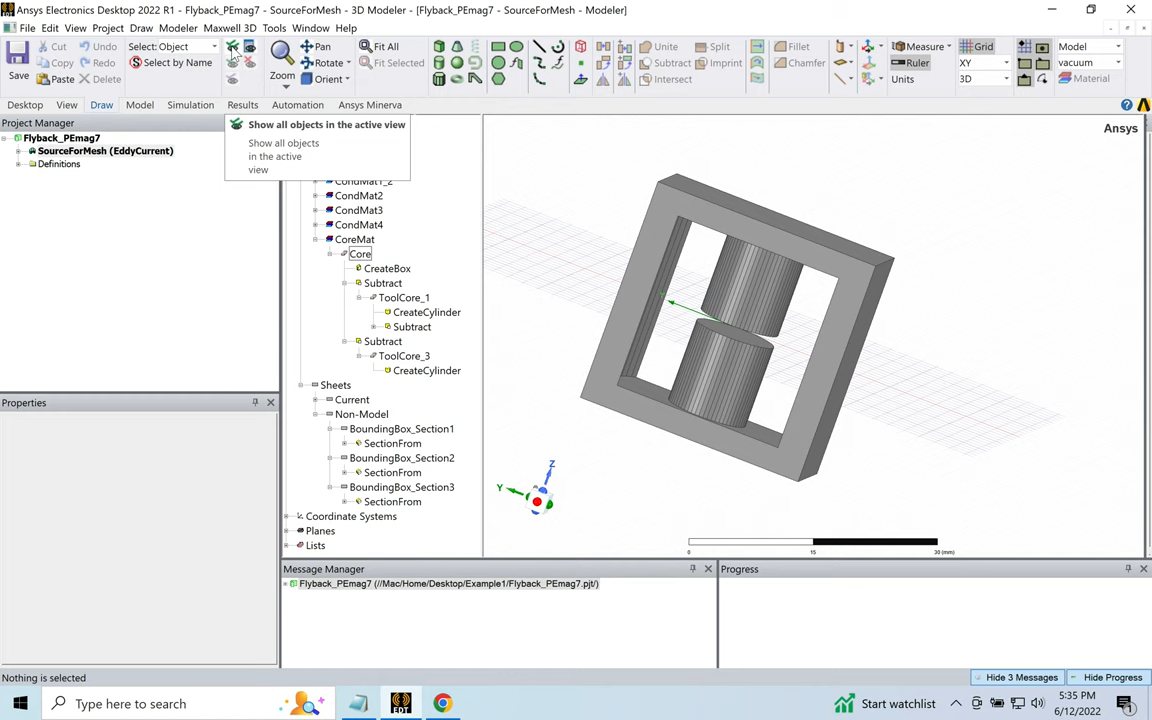 Ansys Electronics Desktop 2022 R1 - Flyback_PEmag7 - SourceForMesh - 3D Modeler - [Flyback_PEmag7 - SourceForMesh - Modeler]
File Edit View Project Draw Modeler Maxwell 3D Tools Window Help
Save
Cut
Undo
Copy
Redo
Paste
Delete
Select: Object
Select by Name
Zoom
Pan
Rotate
Orient
Fit All
Fit Selected
Unite
Split
Fillet
Subtract
Imprint
Chamfer
Intersect
Measure
Grid
Ruler
XY
Units
3D
Model
vacuum
Material
Desktop View Draw Model Simulation Results Automation Ansys Minerva
Project Manager
Flyback_PEmag7
SourceForMesh (EddyCurrent)
Definitions
Show all objects in the active view
Show all objects
in the active
view
CondMat1_2
CondMat2
CondMat3
CondMat4
CoreMat
Core
CreateBox
Subtract
ToolCore_1
CreateCylinder
Subtract
Subtract
ToolCore_3
CreateCylinder
Sheets
Current
Non-Model
BoundingBox_Section1
SectionFrom
BoundingBox_Section2
SectionFrom
BoundingBox_Section3
SectionFrom
Coordinate Systems
Planes
Lists
Ansys
Z
Y
0 15 30 (mm)
Properties
Message Manager
Flyback_PEmag7 (//Mac/Home/Desktop/Example1/Flyback_PEmag7.pjt/)
Progress
Nothing is selected
Hide 3 Messages
Hide Progress
Type here to search
EDT
Start watchlist
5:35 PM
6/12/2022
1